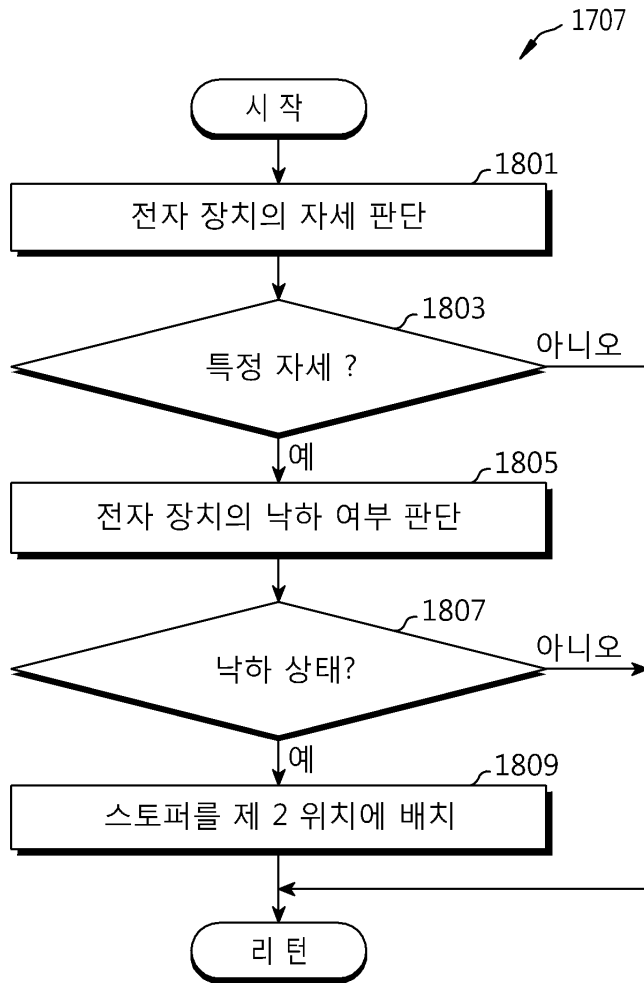 1707
시 작
1801
전자 장치의 자세 판단
1803
특정 자세 ?
아니오
예
1805
전자 장치의 낙하 여부 판단
1807
낙하 상태?
아니오
예
1809
스토퍼를 제 2 위치에 배치
리 턴